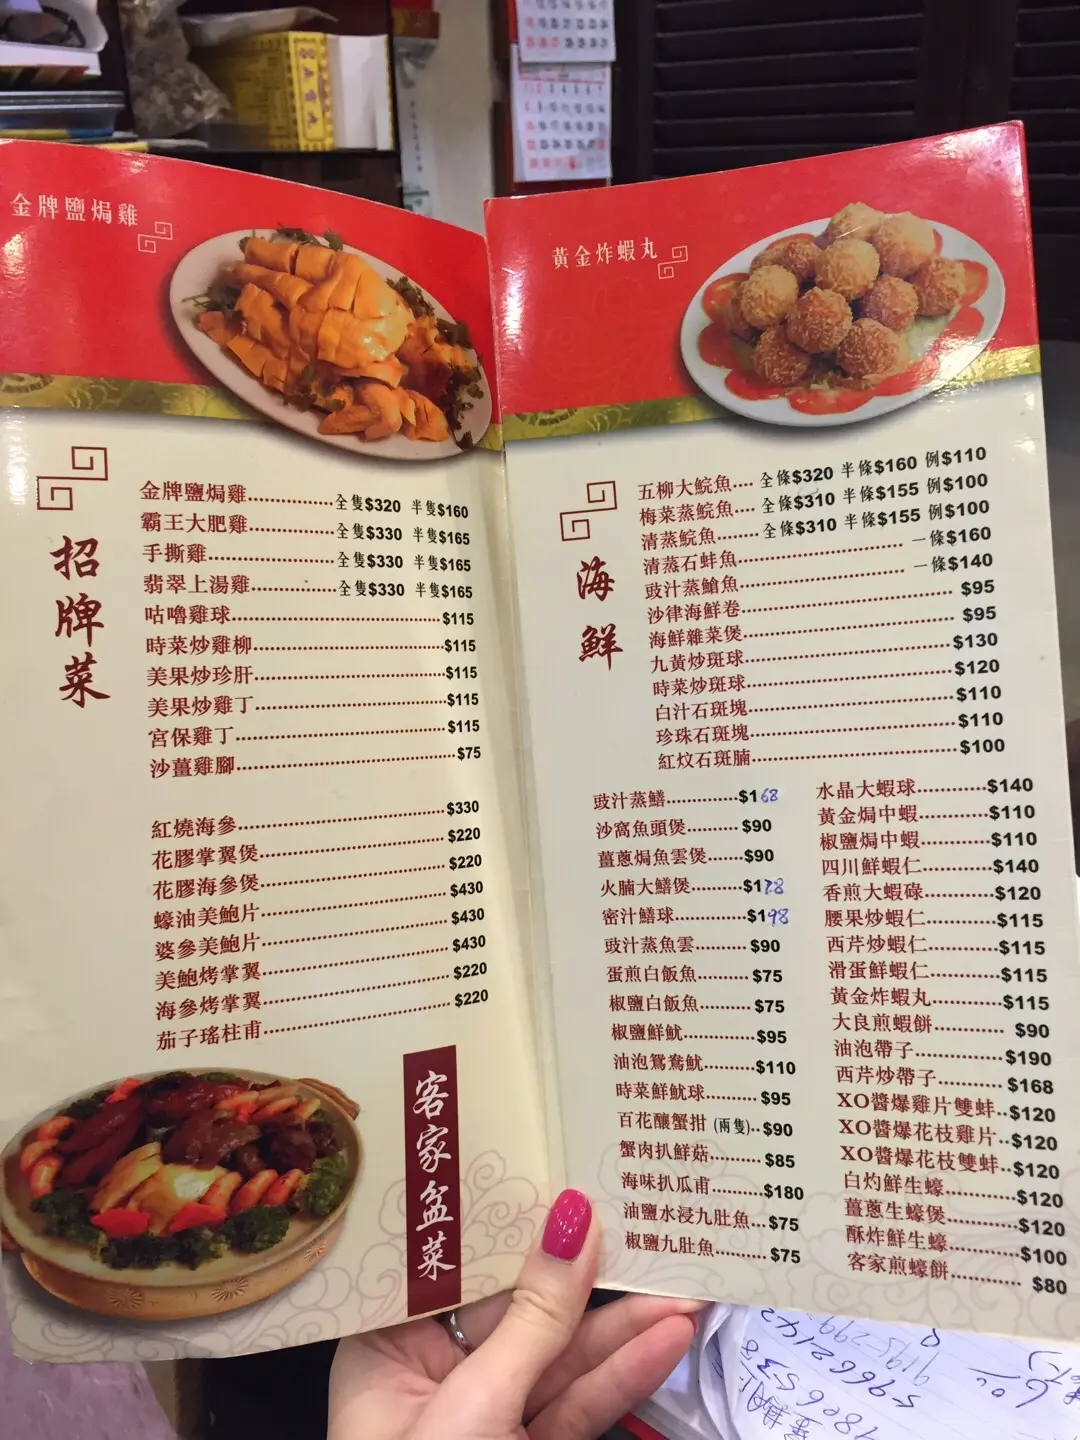 金牌鹽焗雞
招牌菜
金牌鹽焗雞 全隻$320 半隻$160
霸王大肥雞 全隻$330 半隻$165
手撕雞 全隻$330 半隻$165
翡翠上湯雞 全隻$330 半隻$165
咕嚕雞球 $115
時菜炒雞柳 $115
美果炒珍肝 $115
美果炒雞丁 $115
宮保雞丁 $115
沙薑雞腳 $75
紅燒海參 $330
花膠掌翼煲 $220
花膠海參煲 $220
蠔油美鮑片 $430
婆參美鮑片 $430
美鮑烤掌翼 $430
海參烤掌翼 $220
茄子瑤柱甫 $220
客家盆菜
黃金炸蝦丸
海鮮
五柳大鯇魚 全條$320 半條$160 例$110
梅菜蒸鯇魚 全條$310 半條$155 例$100
清蒸鯇魚 全條$310 半條$155 例$100
清蒸石蚌魚 一條$160
豉汁蒸鯧魚 一條$140
沙律海鮮卷 $95
海鮮雜菜煲 $95
九黃炒斑球 $130
時菜炒斑球 $120
白汁石斑塊 $110
珍珠石斑塊 $110
紅炆石斑腩 $100
豉汁蒸鱔 $168
沙窩魚頭煲 $90
薑蔥焗魚雲煲 $90
火腩大鱔煲 $178
密汁鱔球 $198
豉汁蒸魚雲 $90
蛋煎白飯魚 $75
椒鹽白飯魚 $75
椒鹽鮮魷 $95
油泡鴛鴦魷 $110
時菜鮮魷球 $95
百花釀蟹拑 (兩隻) $90
蟹肉扒鮮菇 $85
海味扒瓜甫 $180
油鹽水浸九肚魚 $75
椒鹽九肚魚 $75
水晶大蝦球 $140
黃金焗中蝦 $110
椒鹽焗中蝦 $110
四川鮮蝦仁 $140
香煎大蝦碌 $120
腰果炒蝦仁 $115
西芹炒蝦仁 $115
滑蛋鮮蝦仁 $115
黃金炸蝦丸 $115
大良煎蝦餅 $90
油泡帶子 $190
西芹炒帶子 $168
XO醬爆雞片雙蚌 $120
XO醬爆花枝雞片 $120
XO醬爆花枝雙蚌 $120
白灼鮮生蠔 $120
薑蔥生蠔煲 $120
酥炸鮮生蠔 $100
客家煎蠔餅 $80